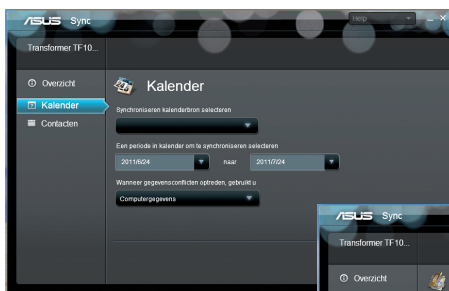 ASUS Sync
Help
Transformer TF10...
Overzicht
Kalender
Contacten
Kalender
Synchroniseren kalenderbron selecteren
Een periode in kalender om te synchroniseren selecteren
2011/6/24 naar 2011/7/24
Wanneer gegevensconflicten optreden, gebruikt u
Computergegevens
ASUS Sync
Transformer TF10...
Overzicht